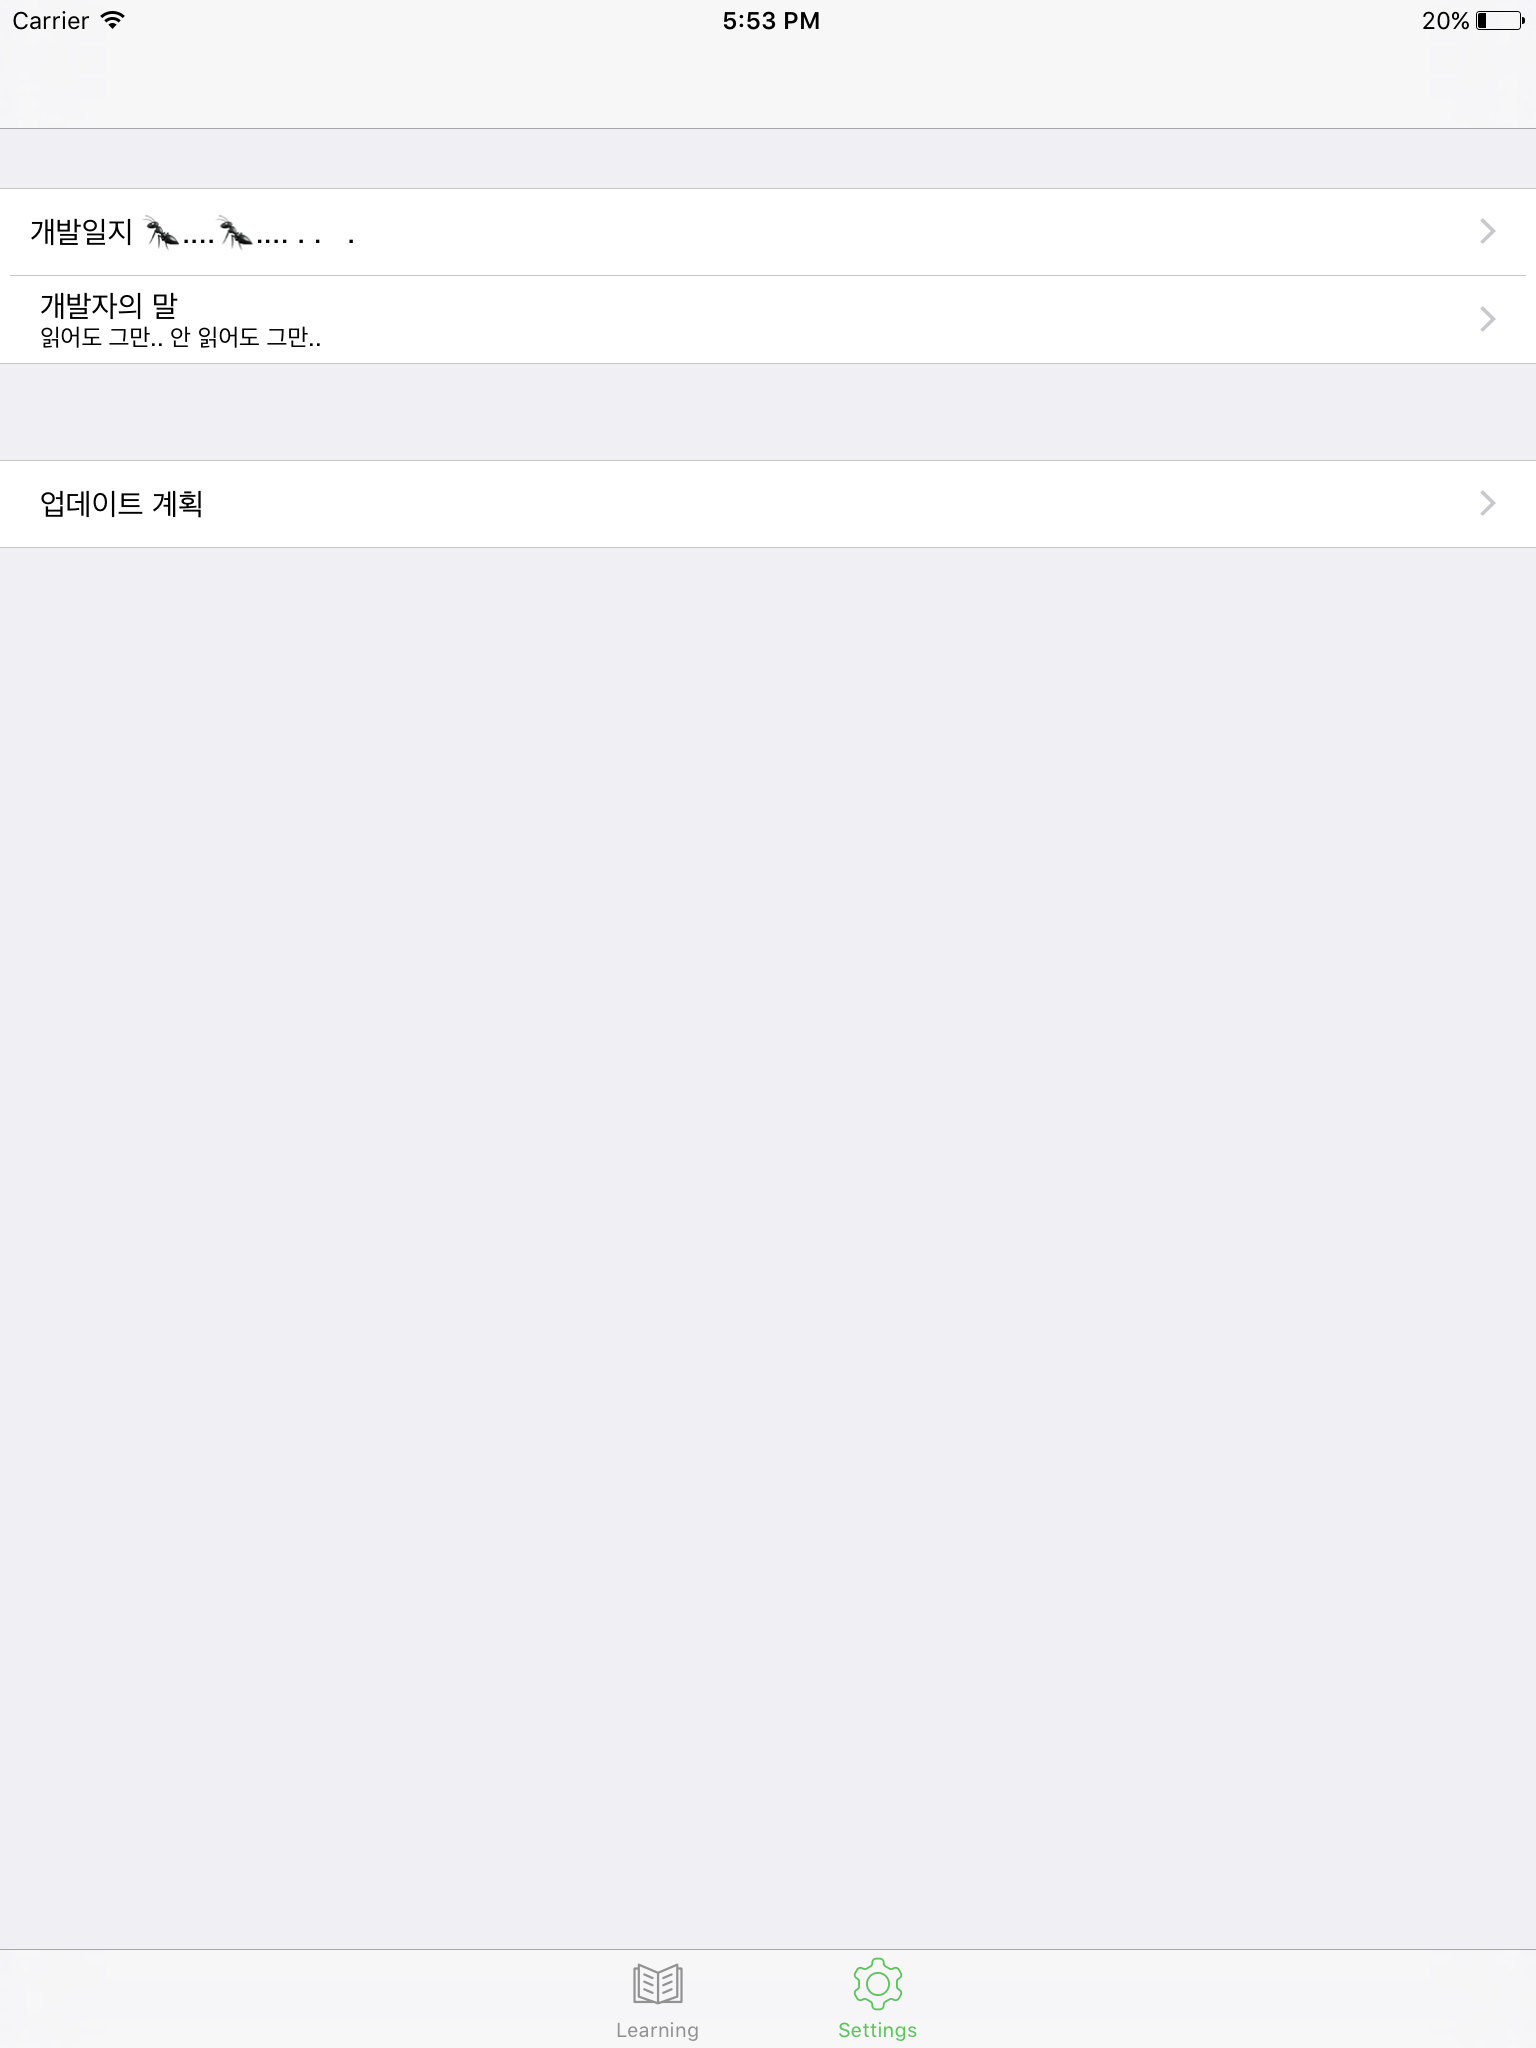 Carrier 5:53 PM 20%
개발일지 🐜....🐜.... . .   .
개발자의 말
읽어도 그만.. 안 읽어도 그만..
업데이트 계획
Learning Settings